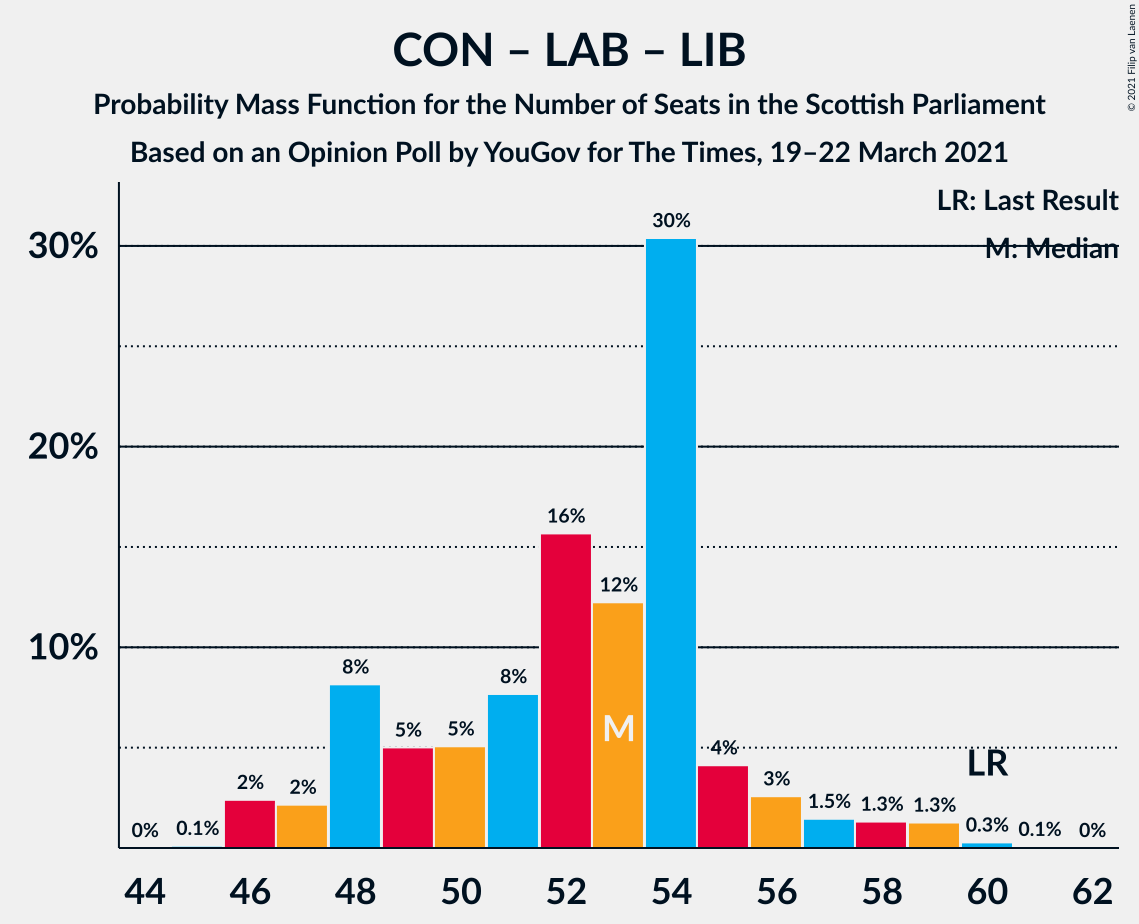 CON – LAB – LIB
Probability Mass Function for the Number of Seats in the Scottish Parliament
Based on an Opinion Poll by YouGov for The Times, 19–22 March 2021
© 2021 Filip van Laenen
LR: Last Result
M: Median
30%
20%
10%
0%
0.1%
2%
2%
8%
5%
5%
8%
16%
12%
30%
4%
3%
1.5%
1.3%
1.3%
0.3%
0.1%
0%
M
LR
44 46 48 50 52 54 56 58 60 62